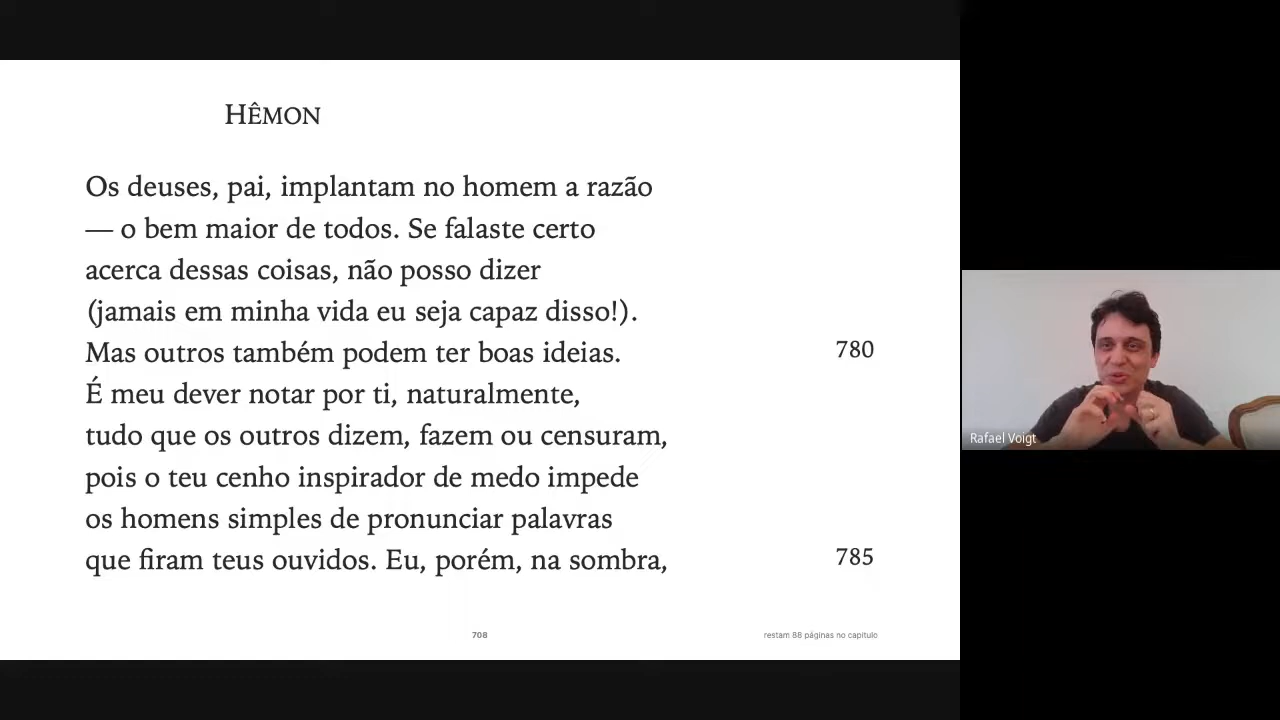 HÊMON
Os deuses, pai, implantam no homem a razão
— o bem maior de todos. Se falaste certo
acerca dessas coisas, não posso dizer
(jamais em minha vida eu seja capaz disso!).
Mas outros também podem ter boas ideias. 780
É meu dever notar por ti, naturalmente,
tudo que os outros dizem, fazem ou censuram,
pois o teu cenho inspirador de medo impede
os homens simples de pronunciar palavras
que firam teus ouvidos. Eu, porém, na sombra, 785
708 restam 88 páginas no capítulo
Rafael Voigt